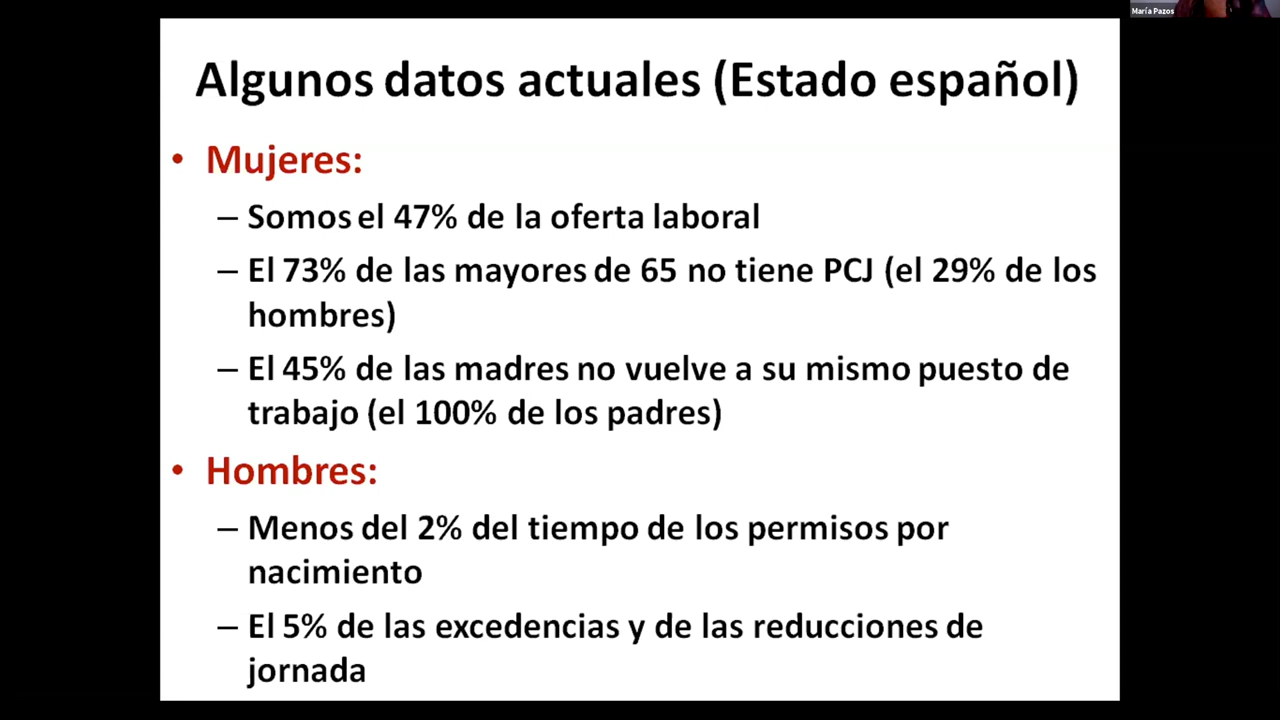 María Pazos
Algunos datos actuales (Estado español)
• Mujeres:
– Somos el 47% de la oferta laboral
– El 73% de las mayores de 65 no tiene PCJ (el 29% de los
hombres)
– El 45% de las madres no vuelve a su mismo puesto de
trabajo (el 100% de los padres)
• Hombres:
– Menos del 2% del tiempo de los permisos por
nacimiento
– El 5% de las excedencias y de las reducciones de
jornada